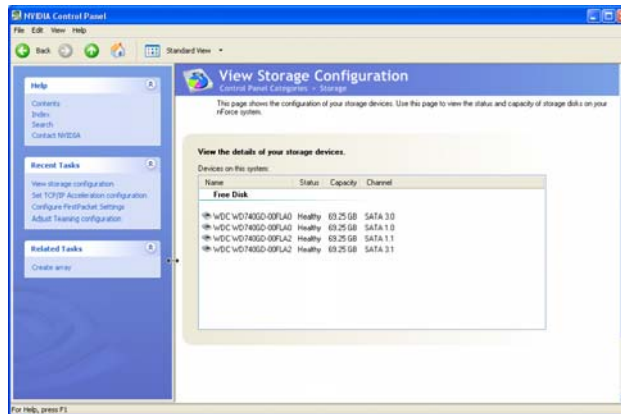 NVIDIA Control Panel
File Edit View Help
Back
Standard View
Help
Contents
Index
Search
Contact NVIDIA
Recent Tasks
View storage configuration
Set TCP/IP Acceleration configuration
Configure FirstPacket Settings
Adjust Teaming configuration
Related Tasks
Create array
View Storage Configuration
Control Panel Categories > Storage
This page shows the configuration of your storage devices. Use this page to view the status and capacity of storage disks on your
nForce system.
View the details of your storage devices.
Devices on this system:
Name Status Capacity Channel
Free Disk
WDC WD740GD-00FLA0 Healthy 69.25 GB SATA 3.0
WDC WD740GD-00FLA0 Healthy 69.25 GB SATA 1.0
WDC WD740GD-00FLA2 Healthy 69.25 GB SATA 1.1
WDC WD740GD-00FLA2 Healthy 69.25 GB SATA 3.1
For Help, press F1